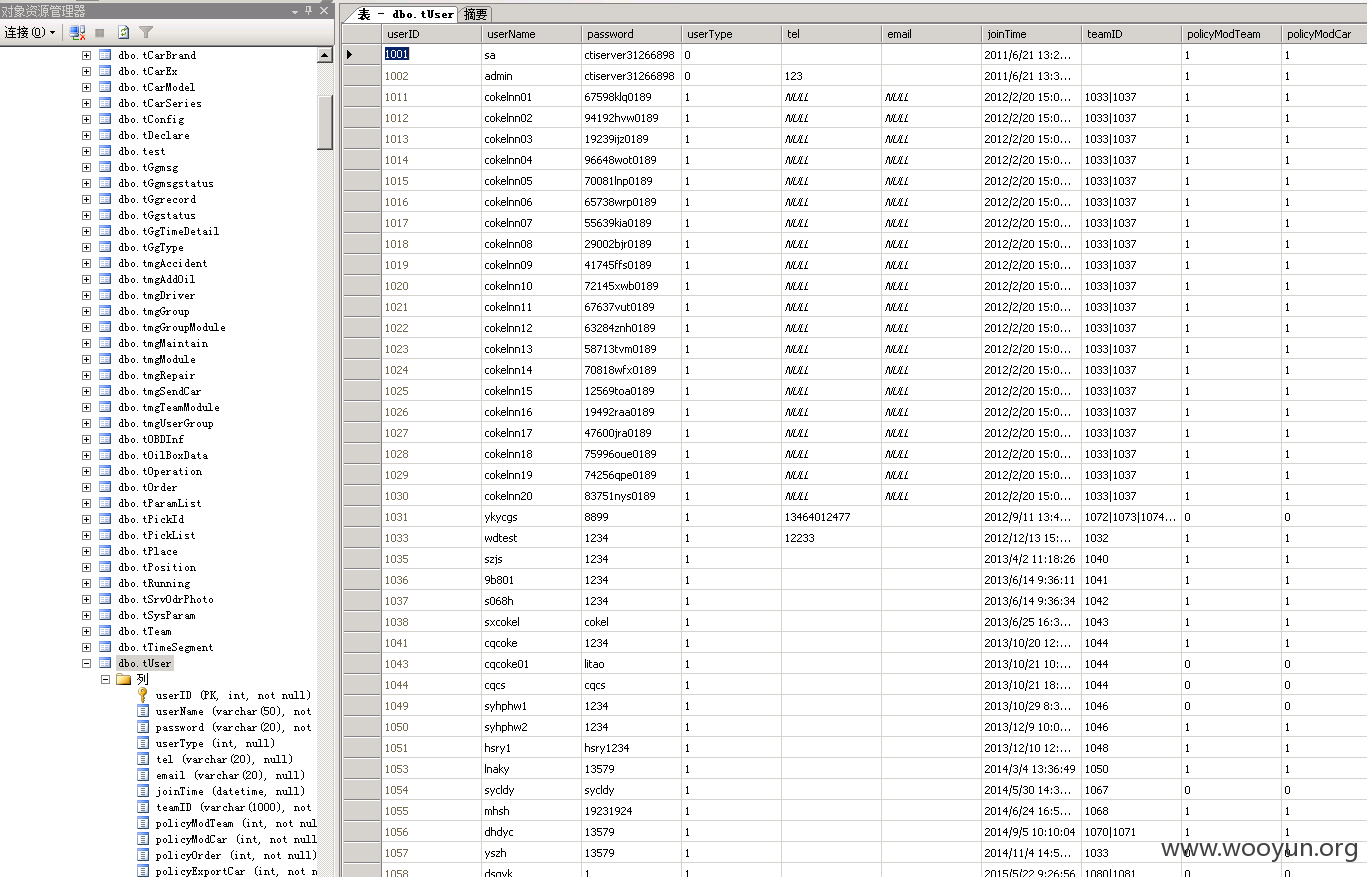 对象资源管理器
连接(O)
dbo.tCarBrand
dbo.tCarEx
dbo.tCarModel
dbo.tCarSeries
dbo.tConfig
dbo.tDeclare
dbo.test
dbo.tGgmsg
dbo.tGgmsgstatus
dbo.tGgrecord
dbo.tGgstatus
dbo.tGgTimeDetail
dbo.tGgType
dbo.tmgAccident
dbo.tmgAddOil
dbo.tmgDriver
dbo.tmgGroup
dbo.tmgGroupModule
dbo.tmgMaintain
dbo.tmgModule
dbo.tmgRepair
dbo.tmgSendCar
dbo.tmgTeamModule
dbo.tmgUserGroup
dbo.tOBDInf
dbo.tOilBoxData
dbo.tOperation
dbo.tOrder
dbo.tParamList
dbo.tPickId
dbo.tPickList
dbo.tPlace
dbo.tPosition
dbo.tRunning
dbo.tSrvOdrPhoto
dbo.tSysParam
dbo.tTeam
dbo.tTimeSegment
dbo.tUser
列
userID (PK, int, not null)
userName (varchar(50), not
password (varchar(20), not
userType (int, null)
tel (varchar(20), null)
email (varchar(20), null)
joinTime (datetime, null)
teamID (varchar(1000), not
policyModTeam (int, not nul
policyModCar (int, not null
policyOrder (int, not null)
policyExportCar (int, not n
表 - dbo.tUser 摘要
userID userName password userType tel email joinTime teamID policyModTeam policyModCar
1001 sa ctiserver31266898 0 2011/6/21 13:2... 1 1
1002 admin ctiserver31266898 0 123 2011/6/21 13:3... 1 1
1011 cokelnn01 67598klq0189 1 NULL NULL 2012/2/20 15:0... 1033|1037 1 1
1012 cokelnn02 94192hvw0189 1 NULL NULL 2012/2/20 15:0... 1033|1037 1 1
1013 cokelnn03 19239ijz0189 1 NULL NULL 2012/2/20 15:0... 1033|1037 1 1
1014 cokelnn04 96648wot0189 1 NULL NULL 2012/2/20 15:0... 1033|1037 1 1
1015 cokelnn05 70081lnp0189 1 NULL NULL 2012/2/20 15:0... 1033|1037 1 1
1016 cokelnn06 65738wrp0189 1 NULL NULL 2012/2/20 15:0... 1033|1037 1 1
1017 cokelnn07 55639kia0189 1 NULL NULL 2012/2/20 15:0... 1033|1037 1 1
1018 cokelnn08 29002bjr0189 1 NULL NULL 2012/2/20 15:0... 1033|1037 1 1
1019 cokelnn09 41745ffs0189 1 NULL NULL 2012/2/20 15:0... 1033|1037 1 1
1020 cokelnn10 72145xwb0189 1 NULL NULL 2012/2/20 15:0... 1033|1037 1 1
1021 cokelnn11 67637vut0189 1 NULL NULL 2012/2/20 15:0... 1033|1037 1 1
1022 cokelnn12 63284znh0189 1 NULL NULL 2012/2/20 15:0... 1033|1037 1 1
1023 cokelnn13 58713tvm0189 1 NULL NULL 2012/2/20 15:0... 1033|1037 1 1
1024 cokelnn14 70818wfx0189 1 NULL NULL 2012/2/20 15:0... 1033|1037 1 1
1025 cokelnn15 12569toa0189 1 NULL NULL 2012/2/20 15:0... 1033|1037 1 1
1026 cokelnn16 19492raa0189 1 NULL NULL 2012/2/20 15:0... 1033|1037 1 1
1027 cokelnn17 47600jra0189 1 NULL NULL 2012/2/20 15:0... 1033|1037 1 1
1028 cokelnn18 75996oue0189 1 NULL NULL 2012/2/20 15:0... 1033|1037 1 1
1029 cokelnn19 74256qpe0189 1 NULL NULL 2012/2/20 15:0... 1033|1037 1 1
1030 cokelnn20 83751nys0189 1 NULL NULL 2012/2/20 15:0... 1033|1037 1 1
1031 ykycgs 8899 1 13464012477 2012/9/11 13:4... 1072|1073|1074... 0 0
1033 wdtest 1234 1 12233 2012/12/13 15:... 1032 1 1
1035 szjs 1234 1 2013/4/2 11:18:26 1040 1 1
1036 9b801 1234 1 2013/6/14 9:36:11 1041 1 1
1037 s068h 1234 1 2013/6/14 9:36:34 1042 1 1
1038 sxcokel cokel 1 2013/6/25 16:3... 1043 1 1
1041 cqcoke 1234 1 2013/10/20 12:... 1044 1 1
1043 cqcoke01 litao 1 2013/10/21 10:... 1044 0 0
1044 cqcs cqcs 1 2013/10/21 18:... 1044 0 0
1049 syhphw1 1234 1 2013/10/29 8:3... 1046 0 0
1050 syhphw2 1234 1 2013/12/9 10:0... 1046 1 1
1051 hsry1 hsry1234 1 2013/12/10 12:... 1048 1 1
1053 lnaky 13579 1 2014/3/4 13:36:49 1050 1 1
1054 sycldy sycldy 1 2014/5/30 14:3... 1067 0 0
1055 mhsh 19231924 1 2014/6/24 16:5... 1068 1 1
1056 dhdyc 13579 1 2014/9/5 10:10:04 1070|1071 1 1
1057 yszh 13579 1 2014/11/4 14:5... 1033 0 0
1058 dsgyk 1 1 2015/5/22 9:26:56 1080|1081 1 1
www.wooyun.org